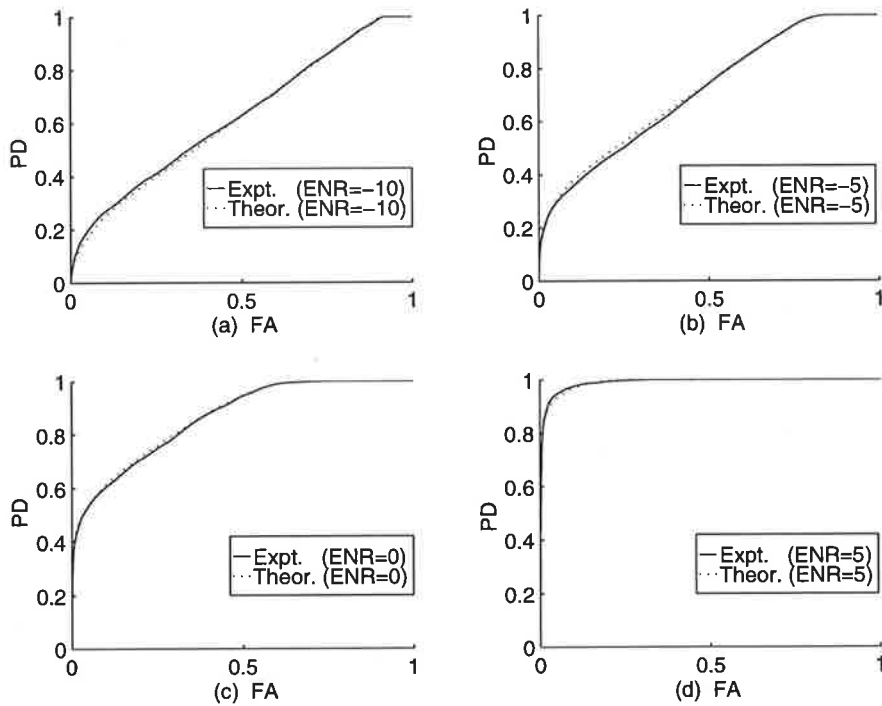 1
0.8
0.6
0.4
0.2
0
PD
Expt. (ENR=−10)
Theor. (ENR=−10)
0
0.5
1
(a) FA
1
0.8
0.6
0.4
0.2
0
PD
Expt. (ENR=−5)
Theor. (ENR=−5)
0
0.5
1
(b) FA
1
0.8
0.6
0.4
0.2
0
PD
Expt. (ENR=0)
Theor. (ENR=0)
0
0.5
1
(c) FA
1
0.8
0.6
0.4
0.2
0
PD
Expt. (ENR=5)
Theor. (ENR=5)
0
0.5
1
(d) FA